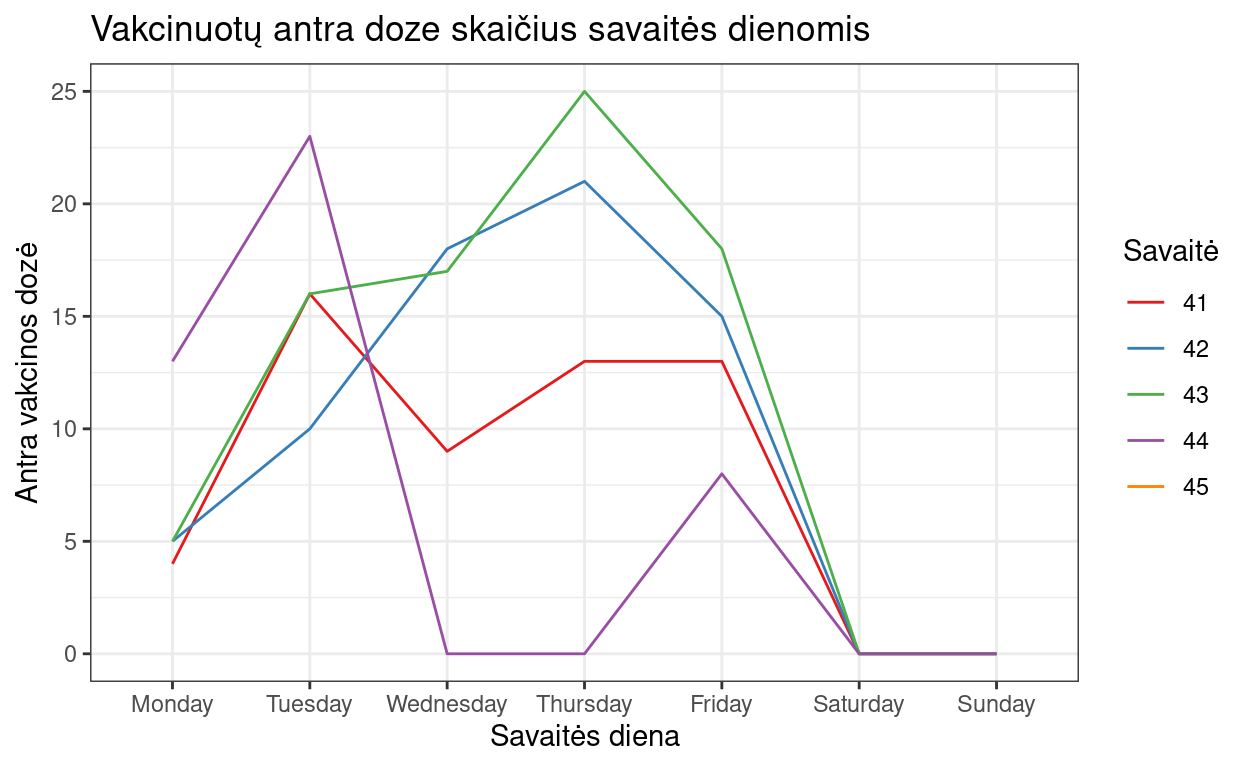 Vakcinuotų antra doze skaičius savaitės dienomis
Antra vakcinos dozė
25
20
15
10
5
0
Monday Tuesday Wednesday Thursday Friday Saturday Sunday
Savaitės diena
Savaitė
41
42
43
44
45